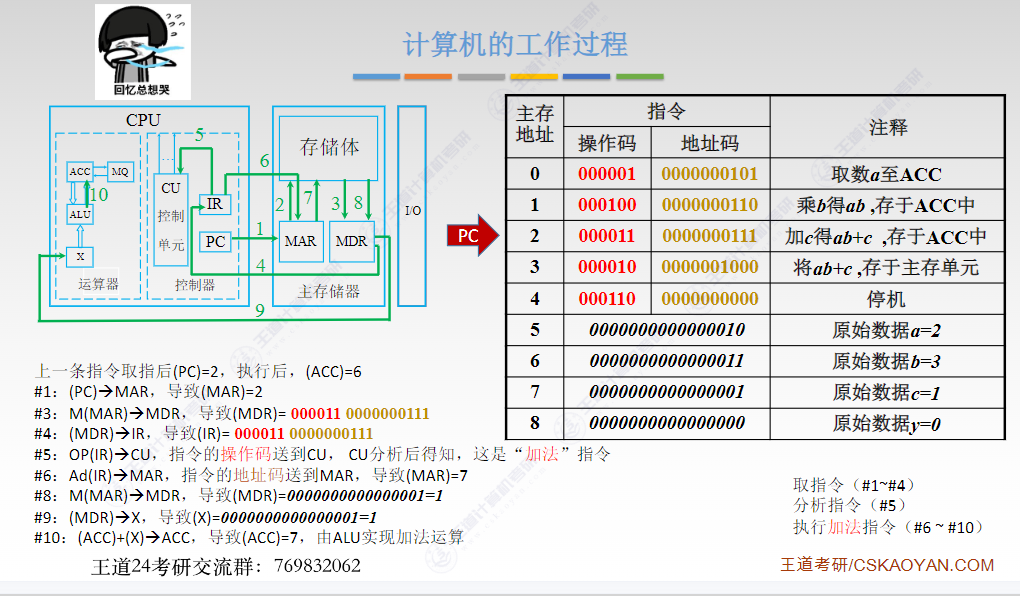 计算机的工作过程
回忆总想哭
CPU
ACC
MQ
ALU
X
运算器
10
...
CU
控制
单元
IR
PC
控制器
5
6
1
4
9
存储体
2
7
3
8
MAR
MDR
主存储器
I/O
PC
主存地址 指令 注释
操作码 地址码
0 000001 0000000101 取数a至ACC
1 000100 0000000110 乘b得ab ,存于ACC中
2 000011 0000000111 加c得ab+c ,存于ACC中
3 000010 0000001000 将ab+c ,存于主存单元
4 000110 0000000000 停机
5 0000000000000010 原始数据a=2
6 0000000000000011 原始数据b=3
7 0000000000000001 原始数据c=1
8 0000000000000000 原始数据y=0
上一条指令取指后(PC)=2，执行后，(ACC)=6
#1：(PC)→MAR，导致(MAR)=2
#3：M(MAR)→MDR，导致(MDR)= 000011 0000000111
#4：(MDR)→IR，导致(IR)= 000011 0000000111
#5：OP(IR)→CU，指令的操作码送到CU， CU分析后得知，这是“加法”指令
#6：Ad(IR)→MAR，指令的地址码送到MAR，导致(MAR)=7
#8：M(MAR)→MDR，导致(MDR)=0000000000000001=1
#9：(MDR)→X，导致(X)=0000000000000001=1
#10：(ACC)+(X)→ACC，导致(ACC)=7，由ALU实现加法运算
取指令（#1~#4）
分析指令（#5）
执行加法指令（#6 ~ #10）
王道24考研交流群：769832062
王道考研/CSKAOYAN.COM